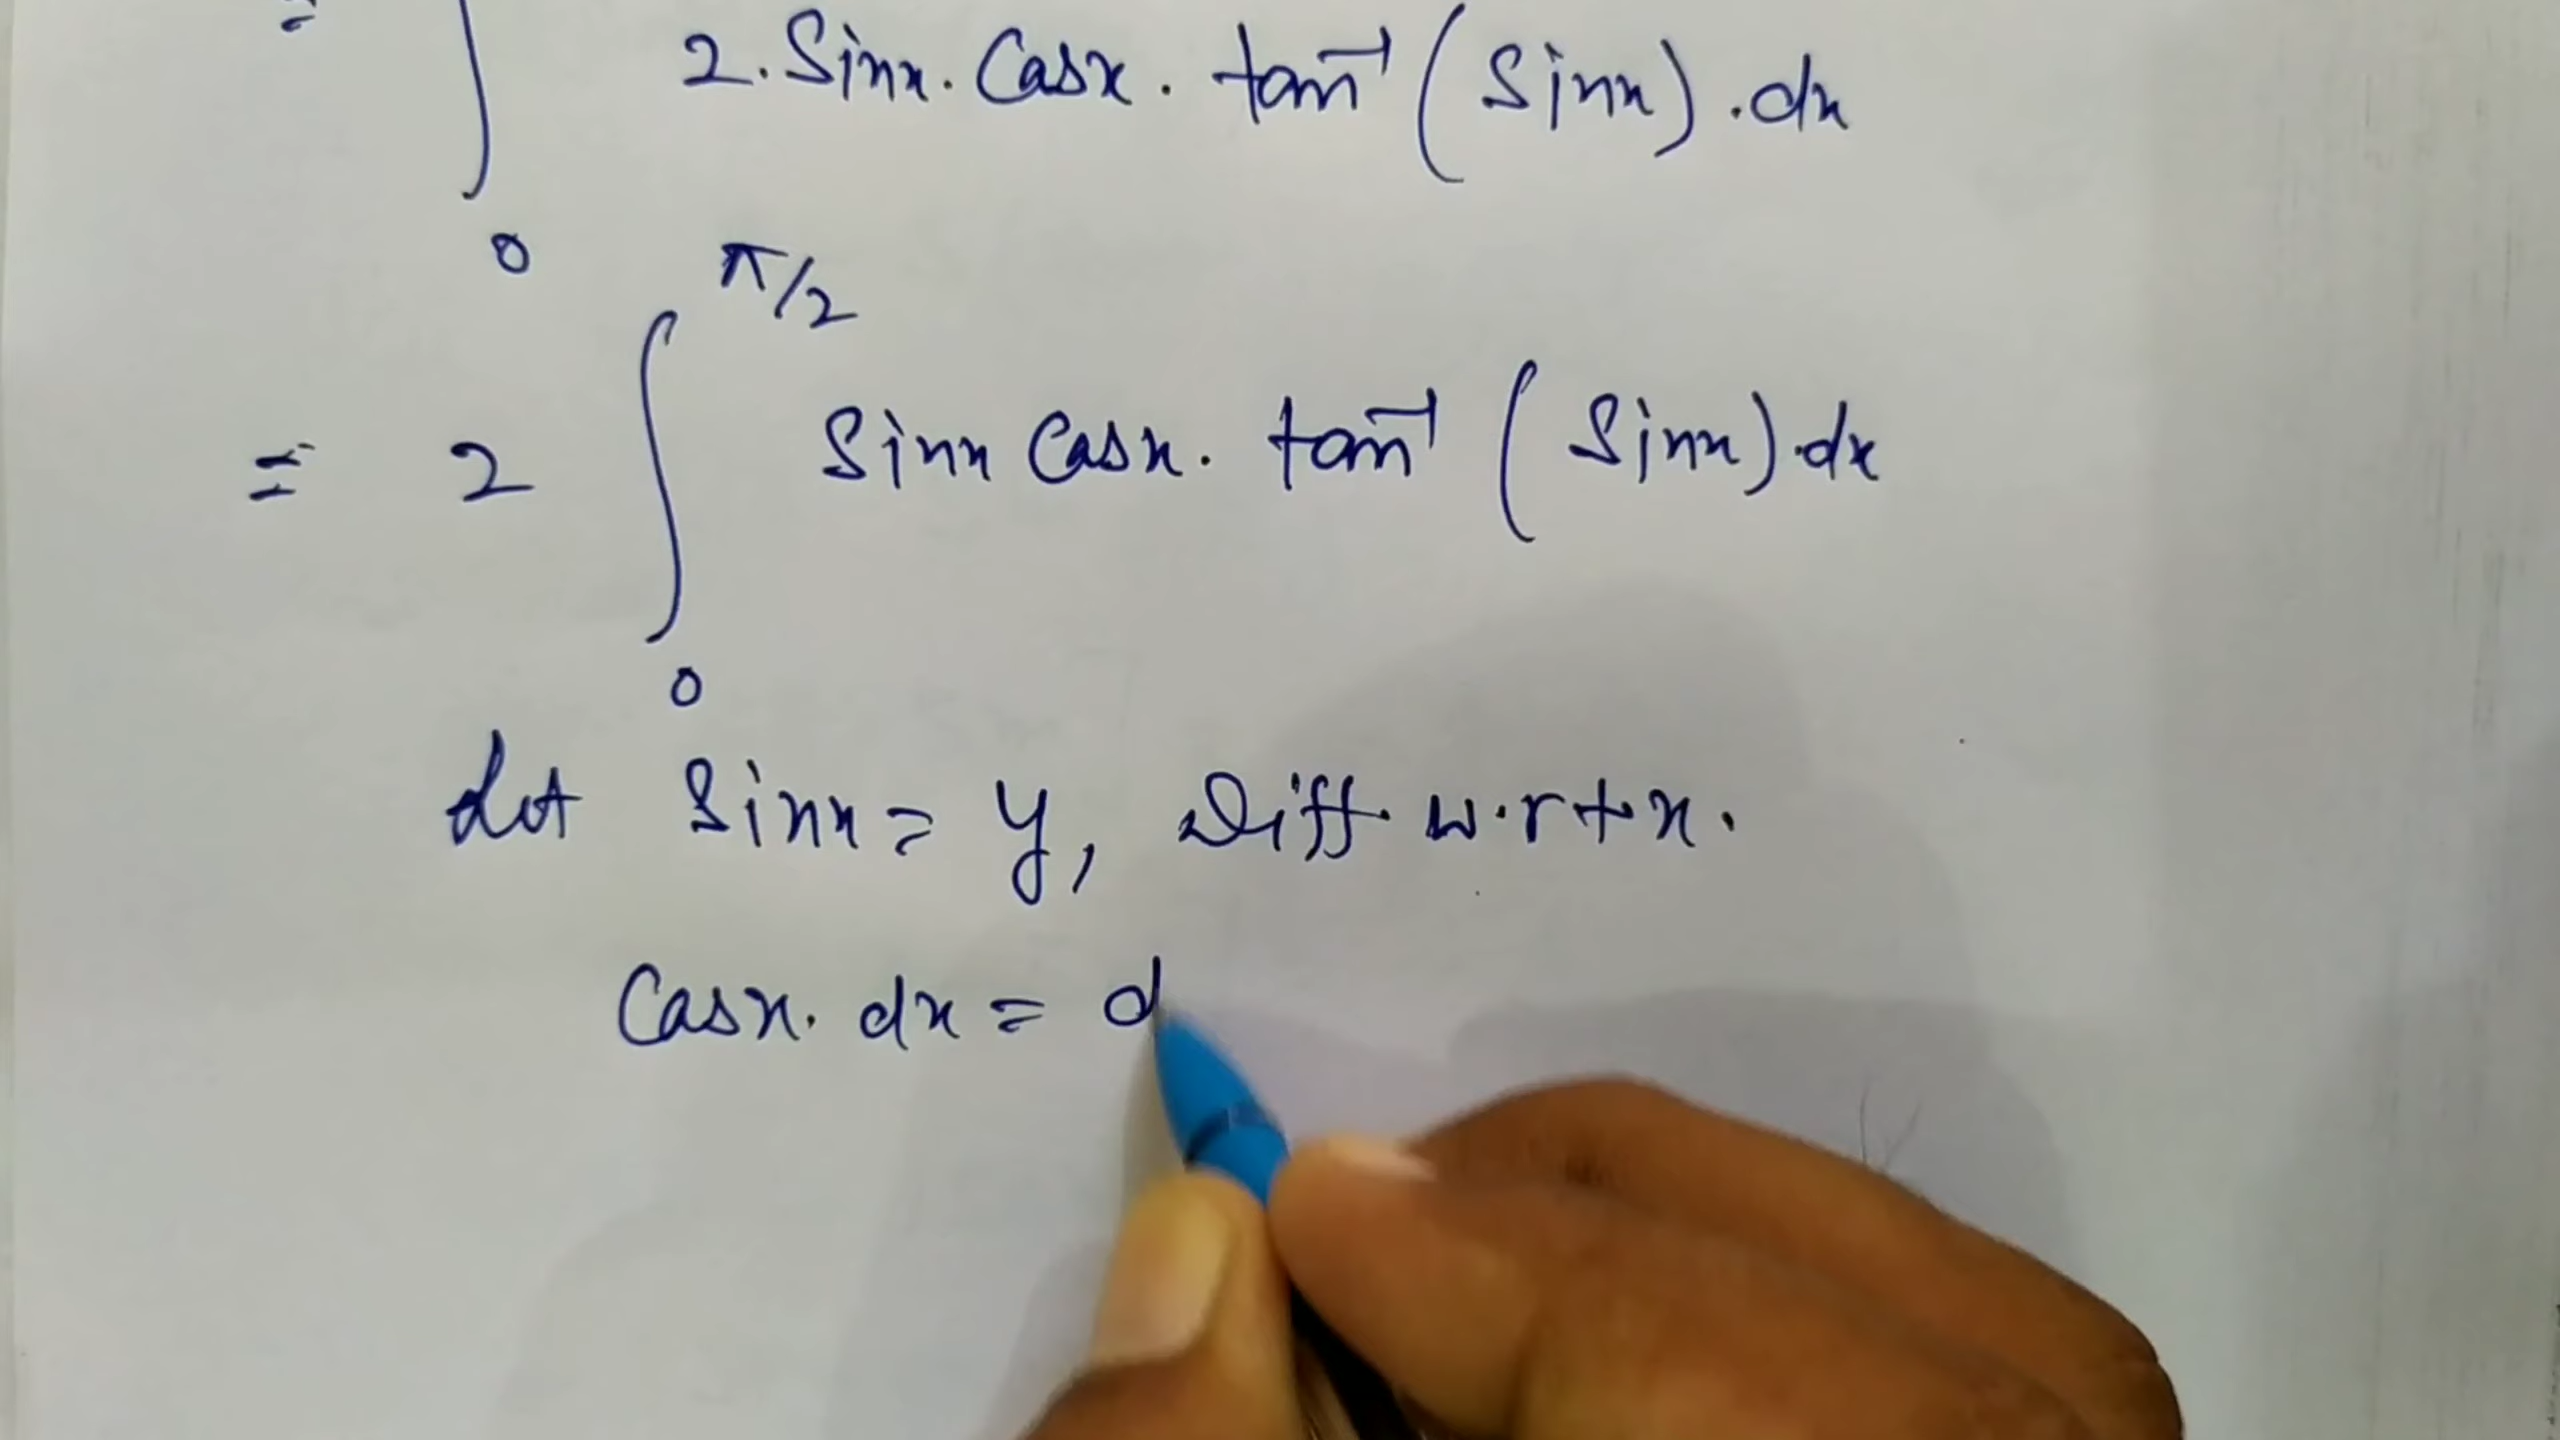 = ∫₀ 2. Sinx. Cosx. tan⁻¹ (Sinx).dx
= 2 ∫₀^π/2 Sinx Cosx. tan⁻¹ (Sinx).dx
Let Sinx = y, Diff. w.r.t x.
Cosx. dx = d